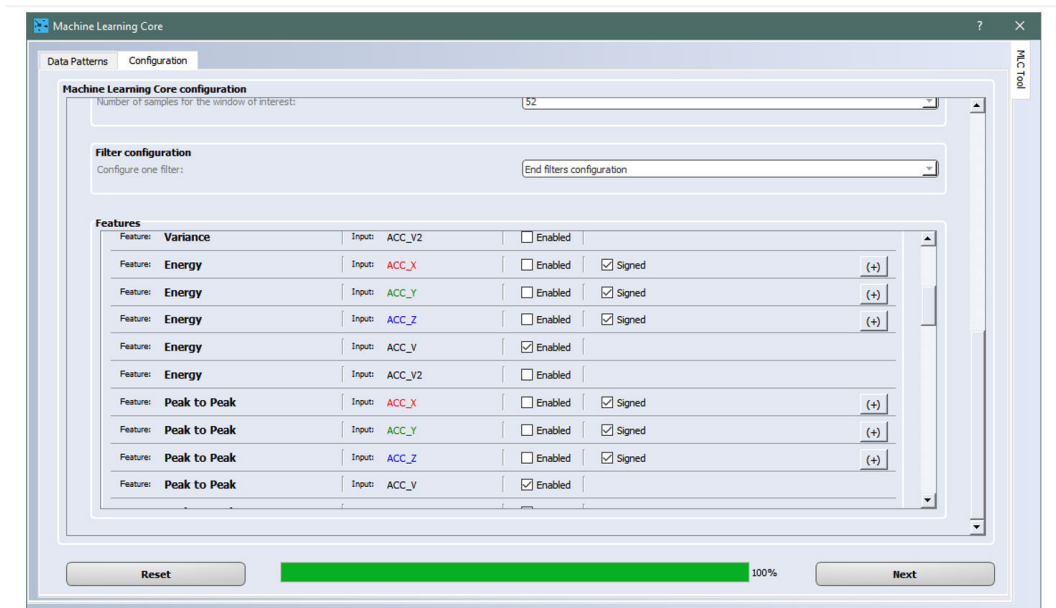 Machine Learning Core ? ×
Data Patterns Configuration
MLC Tool
Machine Learning Core configuration
Number of samples for the window of interest: 52
Filter configuration
Configure one filter: End filters configuration
Features
Feature: Variance Input: ACC_V2 Enabled
Feature: Energy Input: ACC_X Enabled Signed (+)
Feature: Energy Input: ACC_Y Enabled Signed (+)
Feature: Energy Input: ACC_Z Enabled Signed (+)
Feature: Energy Input: ACC_V Enabled
Feature: Energy Input: ACC_V2 Enabled
Feature: Peak to Peak Input: ACC_X Enabled Signed (+)
Feature: Peak to Peak Input: ACC_Y Enabled Signed (+)
Feature: Peak to Peak Input: ACC_Z Enabled Signed (+)
Feature: Peak to Peak Input: ACC_V Enabled
Reset 100% Next